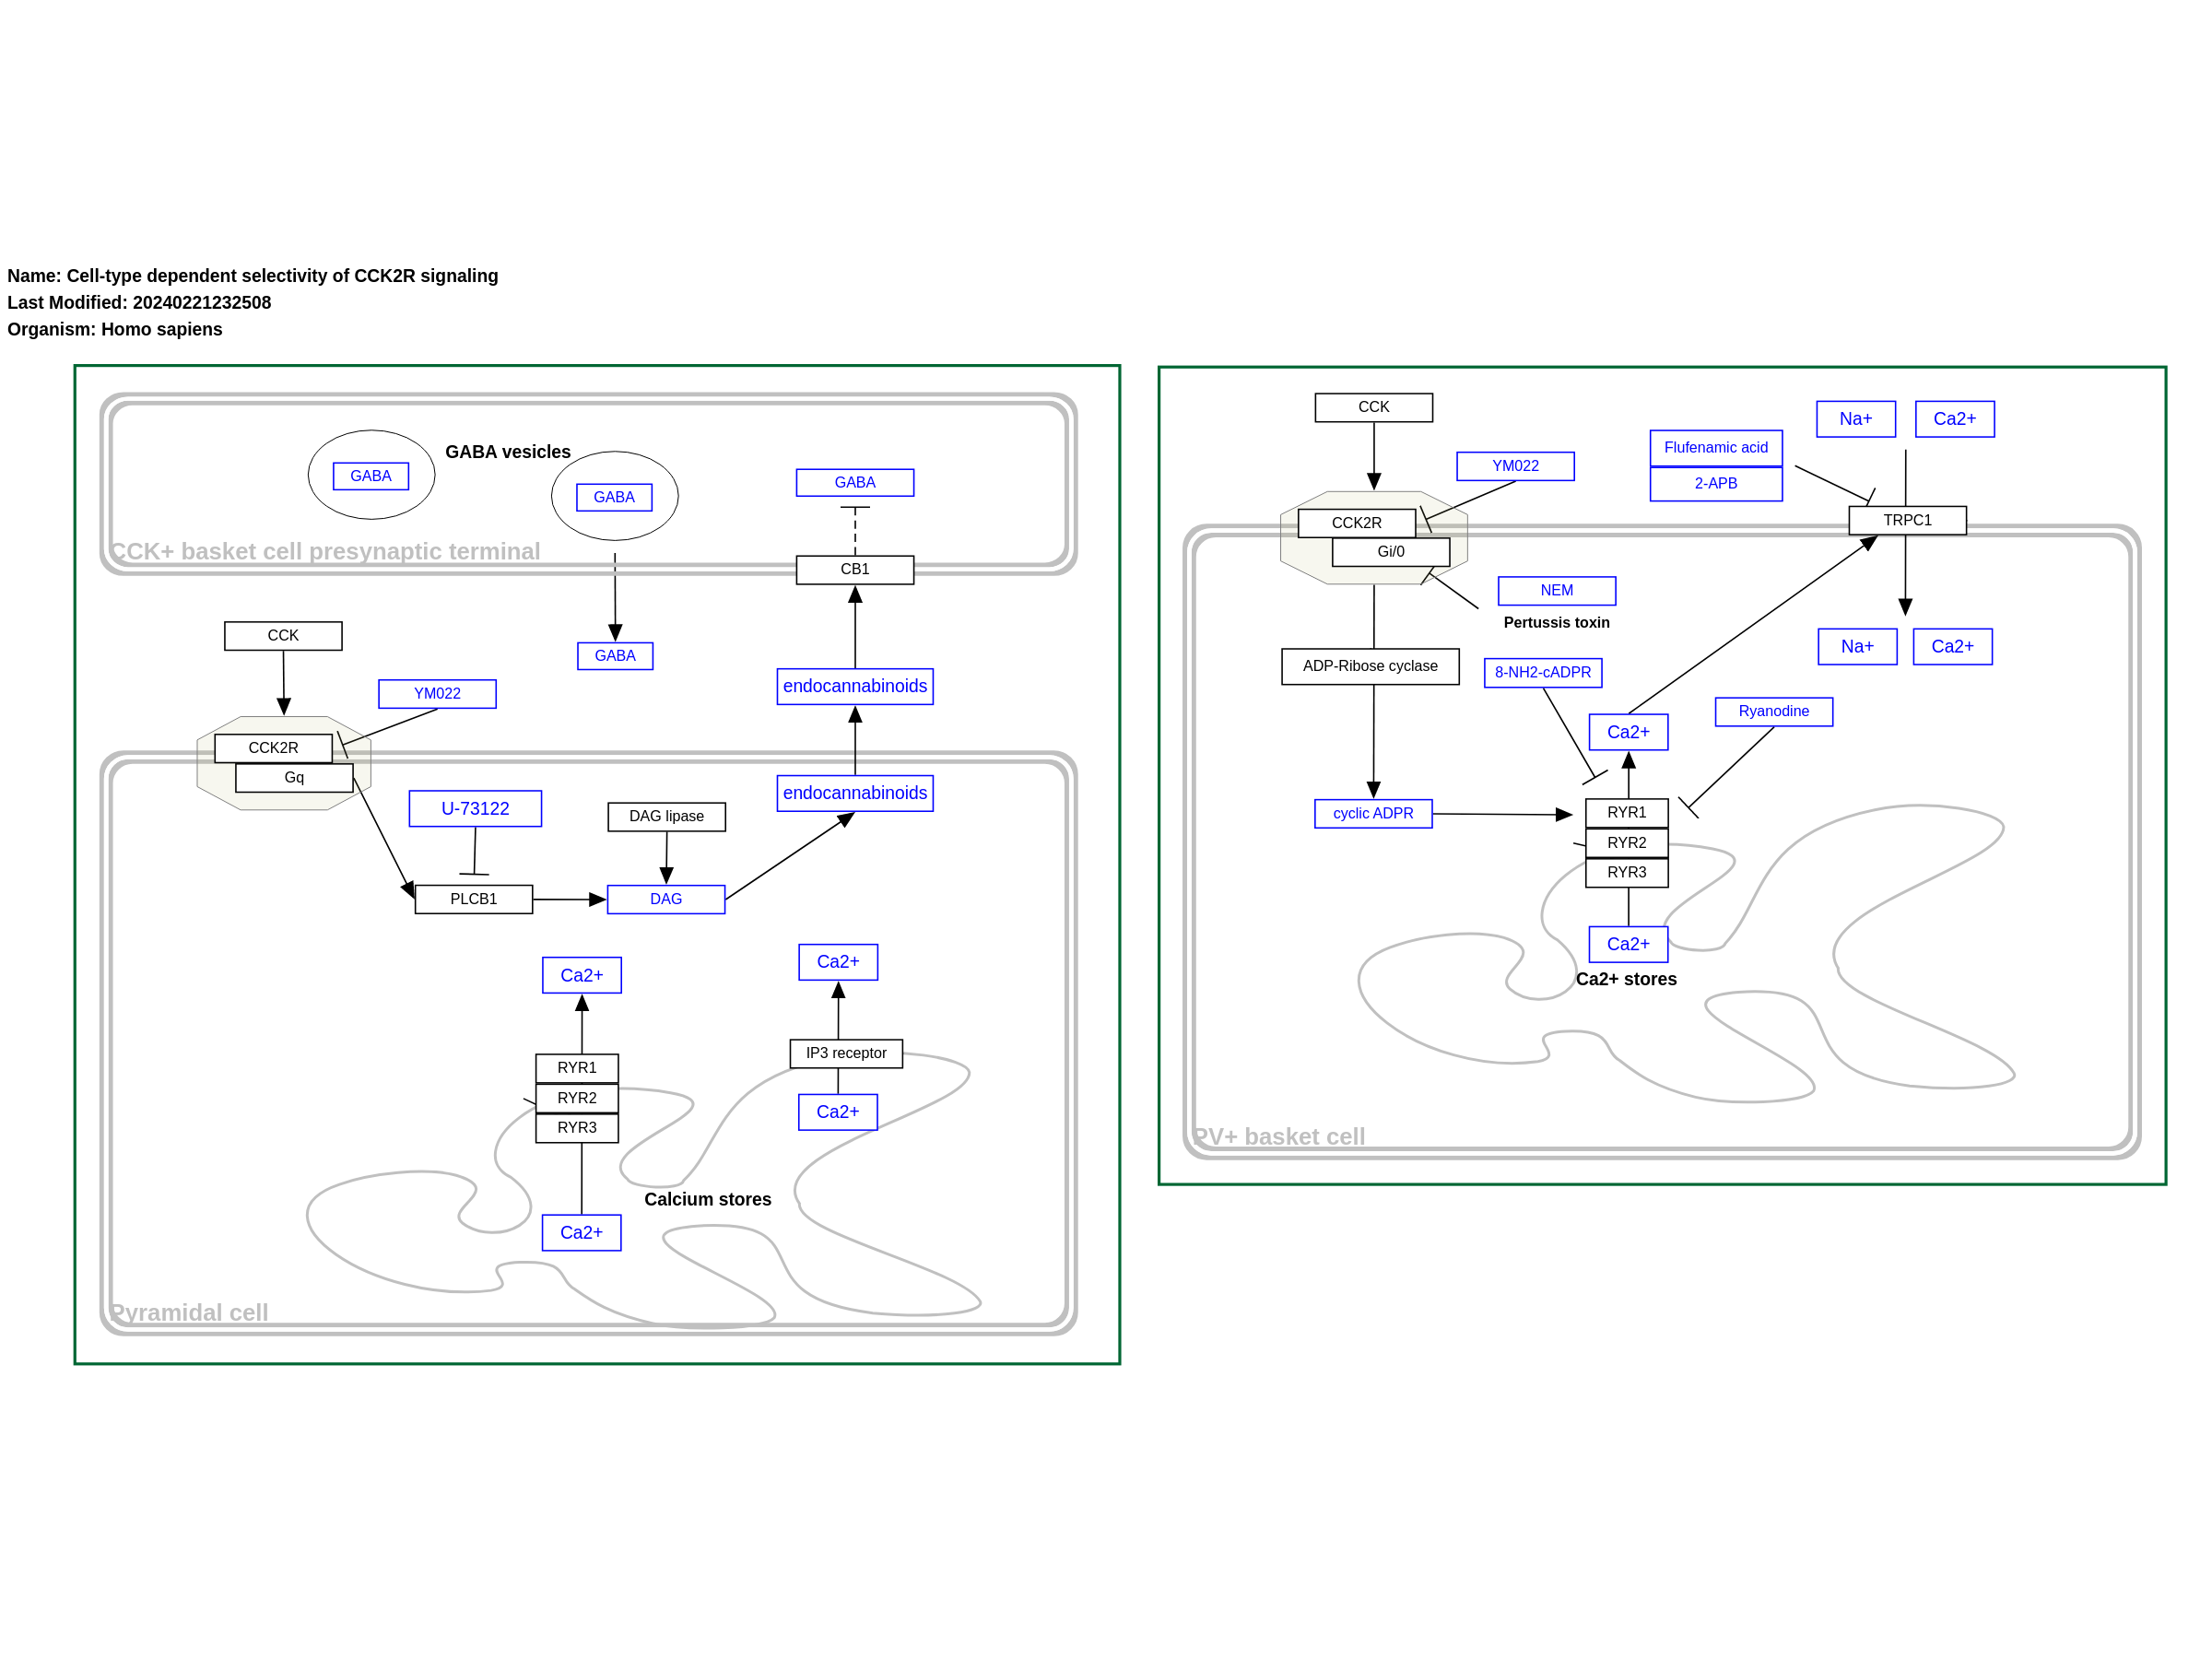 Name: Cell-type dependent selectivity of CCK2R signaling
Last Modified: 20240221232508
Organism: Homo sapiens
GABA vesicles
GABA
GABA
GABA
CCK+ basket cell presynaptic terminal
CB1
CCK
GABA
endocannabinoids
YM022
CCK2R
Gq
endocannabinoids
U-73122
DAG lipase
PLCB1
DAG
Ca2+
Ca2+
RYR1
RYR2
RYR3
IP3 receptor
Ca2+
Calcium stores
Ca2+
Pyramidal cell
CCK
Na+
Ca2+
YM022
Flufenamic acid
2-APB
CCK2R
Gi/0
TRPC1
NEM
Pertussis toxin
Na+
Ca2+
ADP-Ribose cyclase
8-NH2-cADPR
Ryanodine
Ca2+
cyclic ADPR
RYR1
RYR2
RYR3
Ca2+
Ca2+ stores
PV+ basket cell